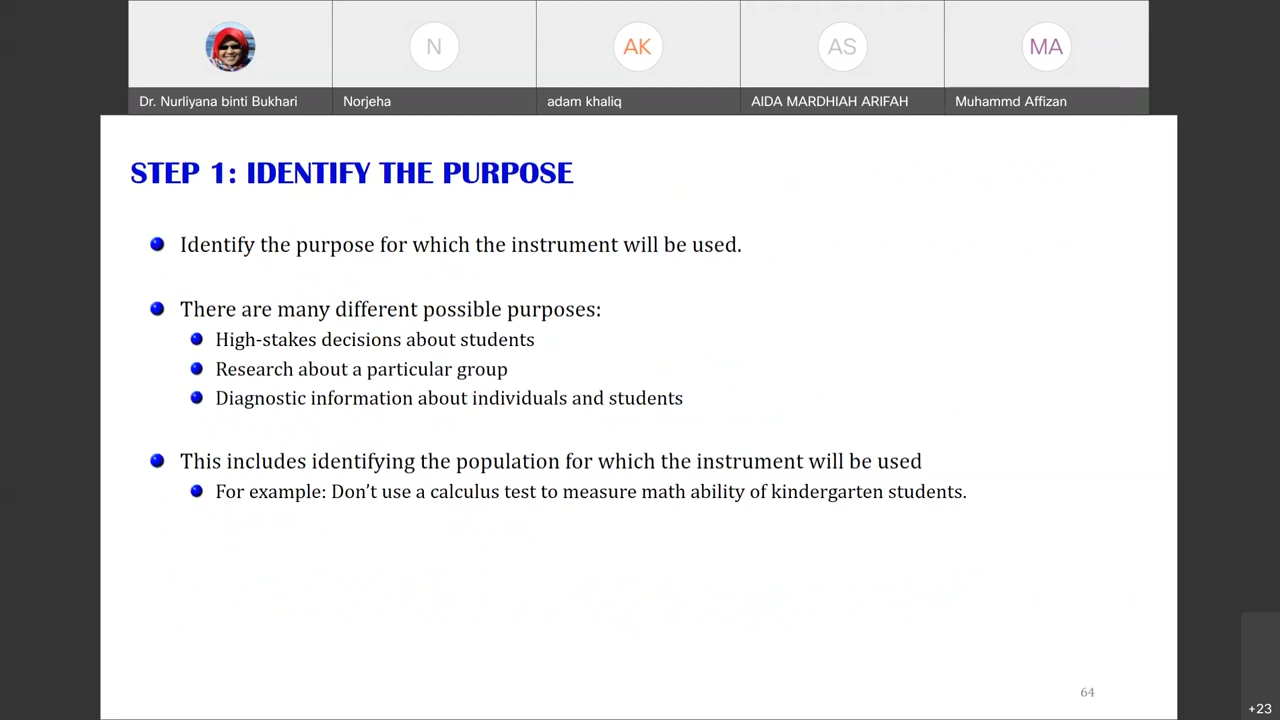 N
AK
AS
MA
Dr. Nurliyana binti Bukhari
Norjeha
adam khaliq
AIDA MARDHIAH ARIFAH
Muhammd Affizan
STEP 1: IDENTIFY THE PURPOSE
Identify the purpose for which the instrument will be used.
There are many different possible purposes:
High-stakes decisions about students
Research about a particular group
Diagnostic information about individuals and students
This includes identifying the population for which the instrument will be used
For example: Don’t use a calculus test to measure math ability of kindergarten students.
64
+23